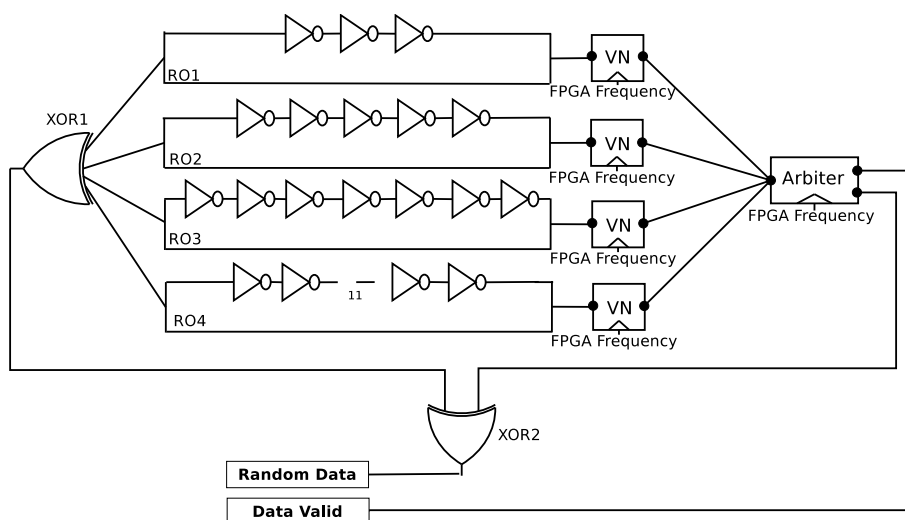 RO1
VN
FPGA Frequency
XOR1
RO2
VN
FPGA Frequency
Arbiter
FPGA Frequency
RO3
VN
FPGA Frequency
11
RO4
VN
FPGA Frequency
XOR2
Random Data
Data Valid